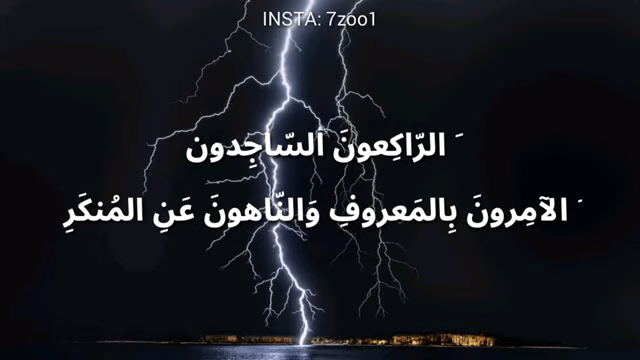 INSTA: 7zoo1
َ الرّاكِعونَ السّاجِدون
َ الآمِرونَ بِالمَعروفِ وَالنّاهونَ عَنِ المُنكَرِ